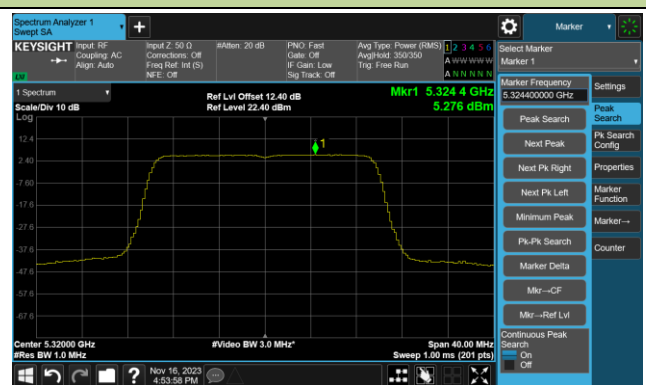 Spectrum Analyzer 1
Swept SA
Marker
KEYSIGHT
Input: RF
Coupling: AC
Align: Auto
Input Z: 50 Ω
Corrections: Off
Freq Ref: Int (S)
NFE: Off
#Atten: 20 dB
PNO: Fast
Gate: Off
IF Gain: Low
Sig Track: Off
Avg Type: Power (RMS)
Avg|Hold: 350/350
Trig: Free Run
1 2 3 4 5 6
A W W W W W
A N N N N N
LXI
Select Marker
Marker 1
1 Spectrum
Scale/Div 10 dB
Log
Ref Lvl Offset 12.40 dB
Ref Level 22.40 dBm
Mkr1 5.324 4 GHz
5.276 dBm
12.4
2.40
-7.60
-17.6
-27.6
-37.6
-47.6
-57.6
-67.6
1
Center 5.32000 GHz
#Res BW 1.0 MHz
#Video BW 3.0 MHz*
Span 40.00 MHz
Sweep 1.00 ms (201 pts)
Marker Frequency
5.324400000 GHz
Peak Search
Next Peak
Next Pk Right
Next Pk Left
Minimum Peak
Pk-Pk Search
Marker Delta
Mkr→CF
Mkr→Ref Lvl
Continuous Peak
Search
On
Off
Settings
Peak
Search
Pk Search
Config
Properties
Marker
Function
Marker→
Counter
Nov 16, 2023
4:53:58 PM